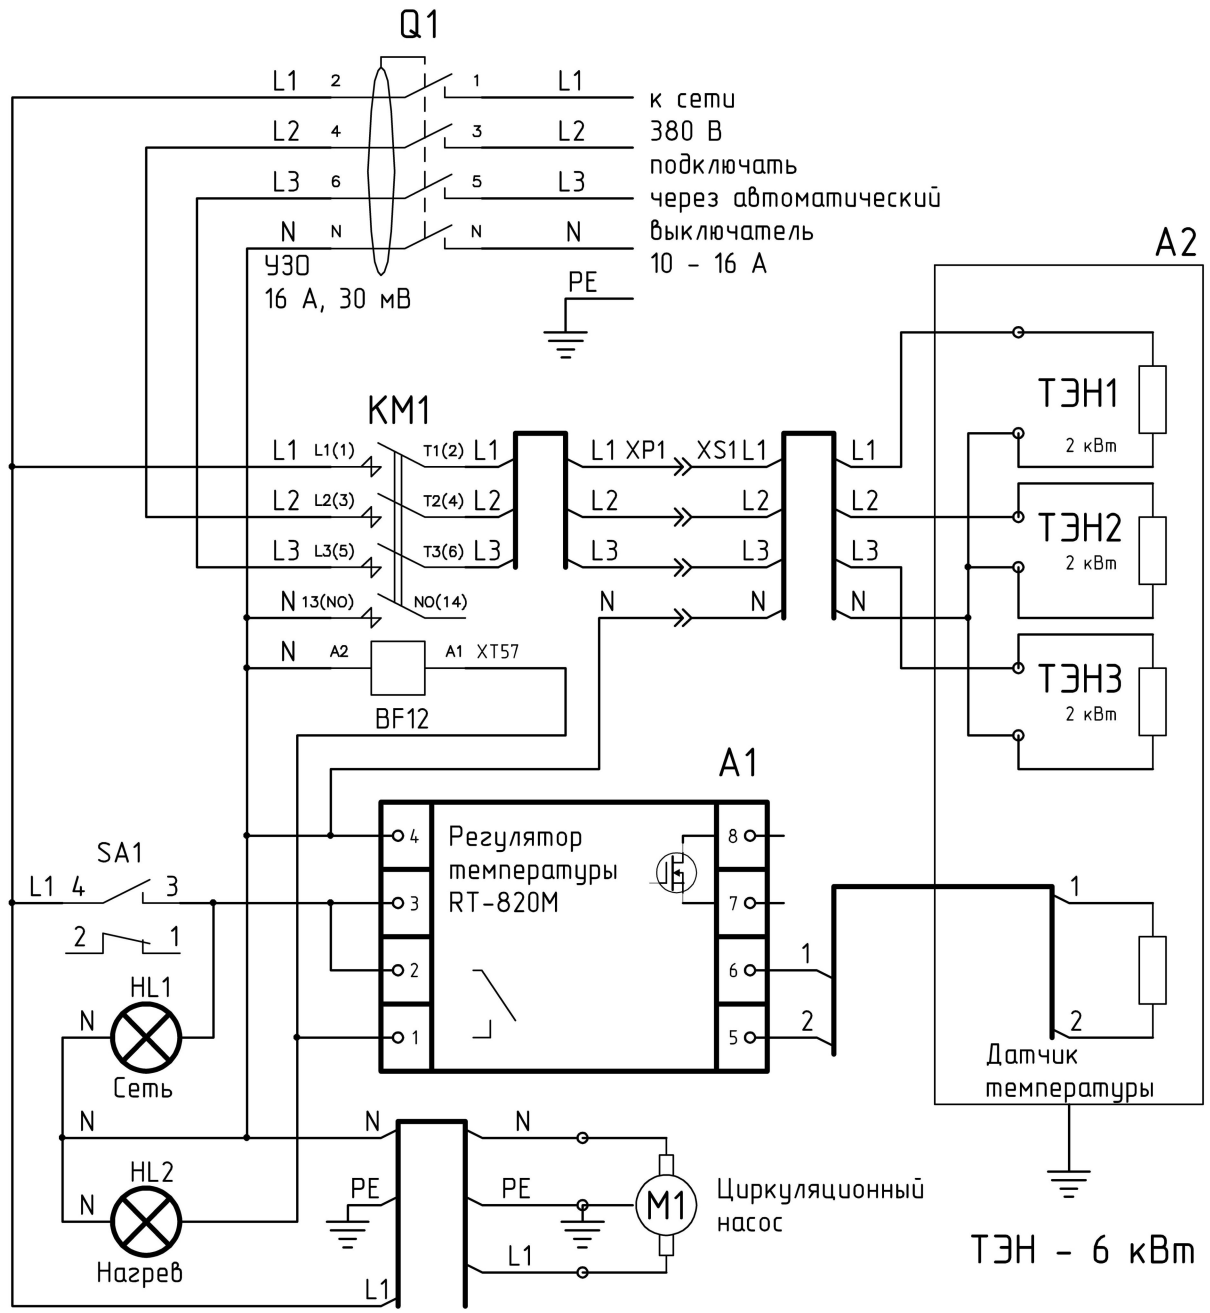 Q1
L1 2 1 L1
к сети
L2 4 3 L2
380 В
подключать
L3 6 5 L3
через автоматический
N N N N
выключатель
УЗО
10 - 16 А
16 А, 30 мВ
PE
A2
KM1
ТЭН1
2 кВт
L1 L1(1) T1(2) L1 L1 XP1 XS1 L1 L1
L2 L2(3) T2(4) L2 L2 L2 L2
ТЭН2
2 кВт
L3 L3(5) T3(6) L3 L3 L3 L3
N 13(NO) NO(14) N N N
N A2 A1 XT57
ТЭН3
2 кВт
BF12
A1
4 Регулятор 8
температуры
RT-820M
3 7
2 6 1
1 5 2
SA1
L1 4 3
2 1
HL1
N
Сеть
1
2
Датчик
температуры
N N N
HL2
N
Нагрев
PE PE M1
Циркуляционный
насос
L1
L1
ТЭН - 6 кВт